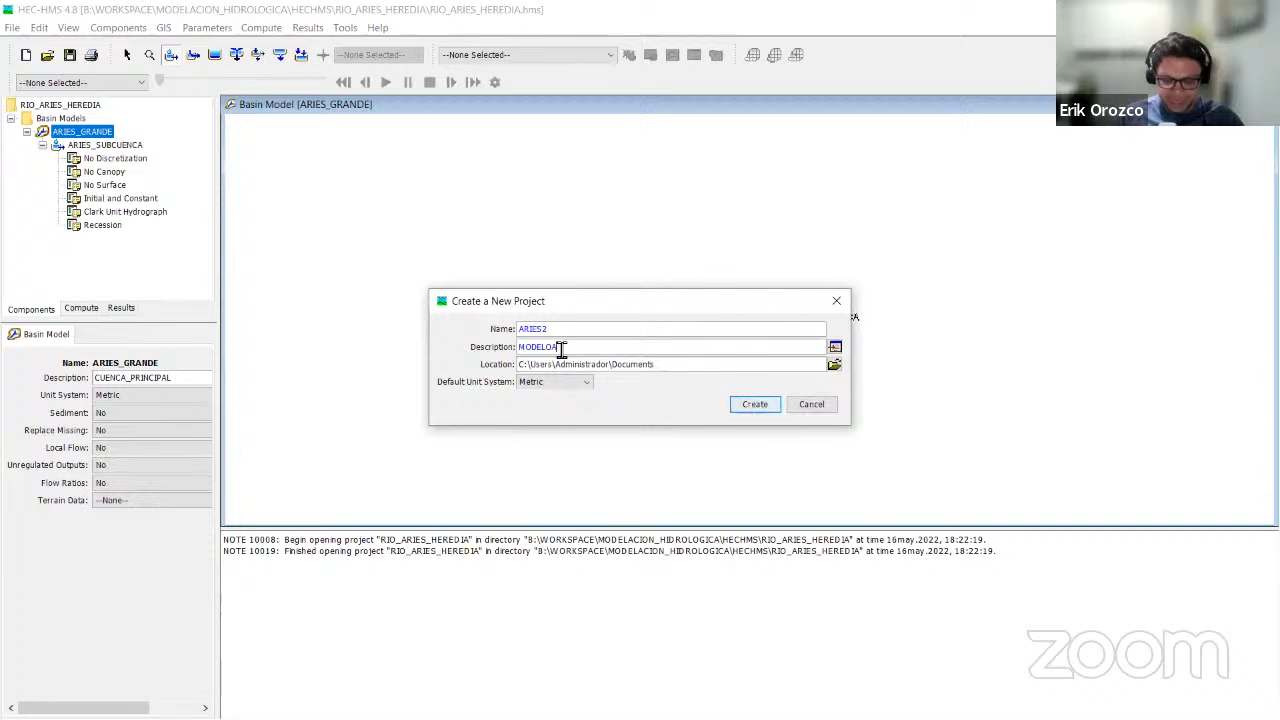 HEC-HMS 4.8 [B:\WORKSPACE\MODELACION_HIDROLOGICA\HECHMS\RIO_ARIES_HEREDIA\RIO_ARIES_HEREDIA.hms]
File Edit View Components GIS Parameters Compute Results Tools Help
--None Selected-- --None Selected--
--None Selected--
Erik Orozco
RIO_ARIES_HEREDIA
Basin Models
ARIES_GRANDE
ARIES_SUBCUENCA
No Discretization
No Canopy
No Surface
Initial and Constant
Clark Unit Hydrograph
Recession
Components Compute Results
Basin Model
Name: ARIES_GRANDE
Description: CUENCA_PRINCIPAL
Unit System: Metric
Sediment: No
Replace Missing: No
Local Flow: No
Unregulated Outputs: No
Flow Ratios: No
Terrain Data: --None--
Basin Model [ARIES_GRANDE]
Create a New Project
Name: ARIES2
Description: MODELOA
Location: C:\Users\Administrador\Documents
Default Unit System: Metric
Create Cancel
NOTE 10008: Begin opening project "RIO_ARIES_HEREDIA" in directory "B:\WORKSPACE\MODELACION_HIDROLOGICA\HECHMS\RIO_ARIES_HEREDIA" at time 16may.2022, 18:22:19.
NOTE 10019: Finished opening project "RIO_ARIES_HEREDIA" in directory "B:\WORKSPACE\MODELACION_HIDROLOGICA\HECHMS\RIO_ARIES_HEREDIA" at time 16may.2022, 18:22:19.
zoom